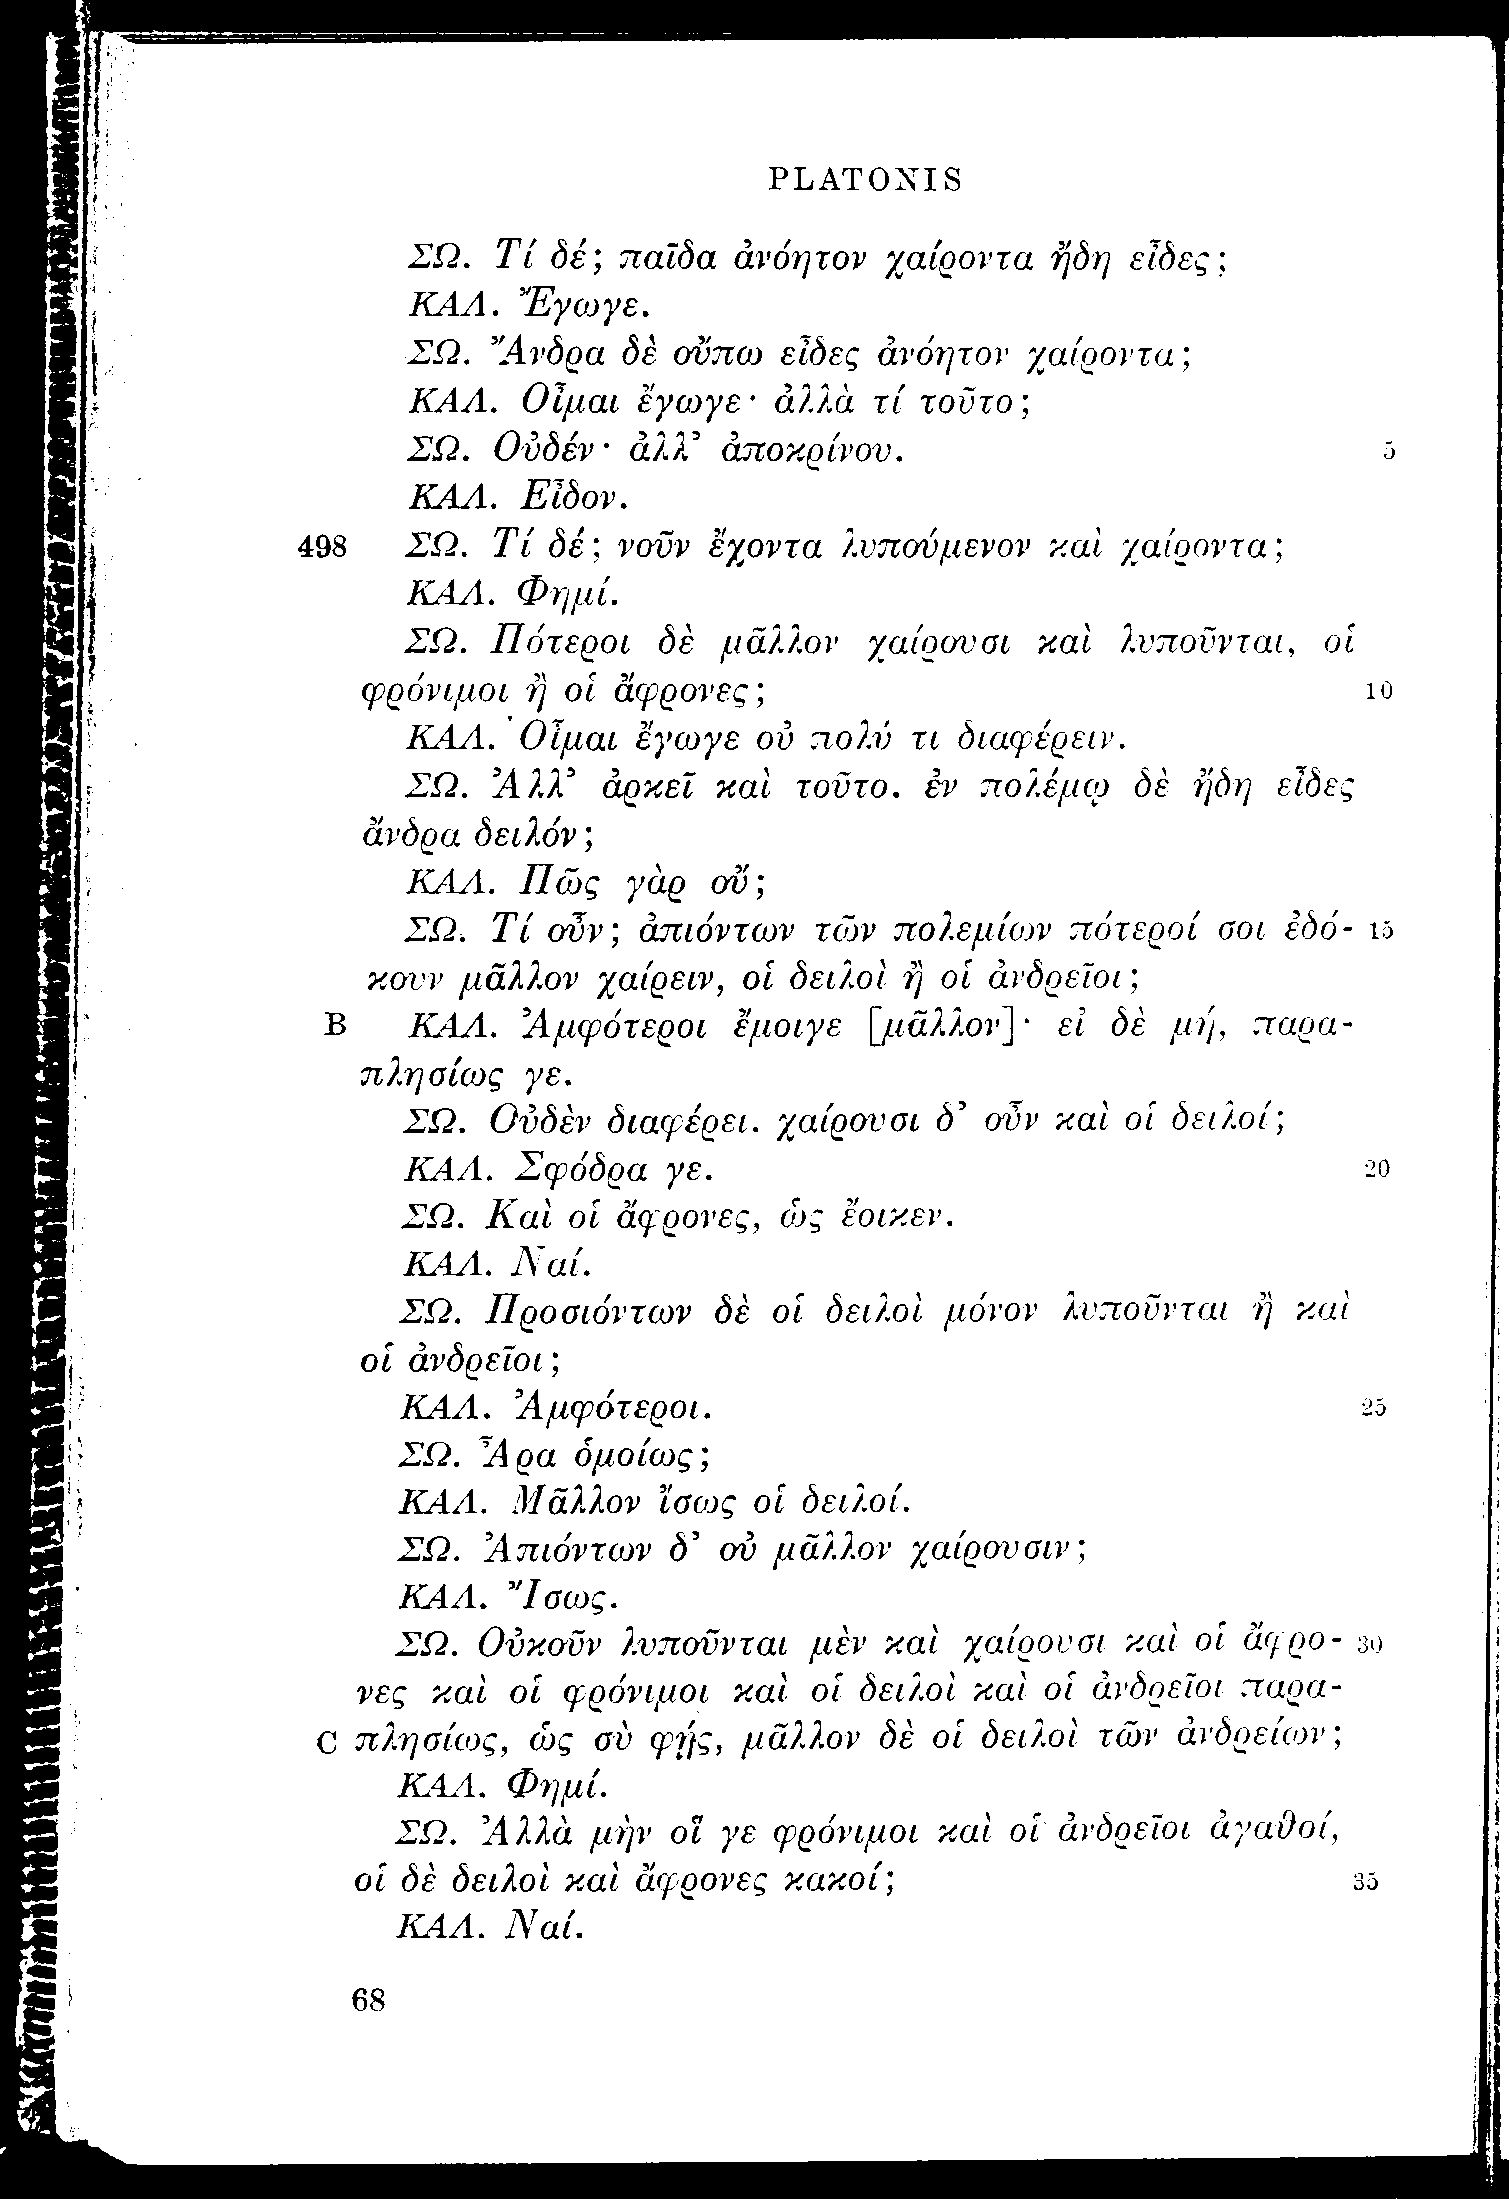 PLATONIS
ΣΩ. Τί δέ; παῖδα ἀνόητον χαίροντα ἤδη εἶδες;
ΚΑΛ. Ἔγωγε.
ΣΩ. Ἄνδρα δὲ οὔπω εἶδες ἀνόητον χαίροντα;
ΚΑΛ. Οἶμαι ἔγωγε· ἀλλὰ τί τοῦτο;
ΣΩ. Οὐδέν· ἀλλ’ ἀποκρίνου. 5
ΚΑΛ. Εἶδον.
498 ΣΩ. Τί δέ; νοῦν ἔχοντα λυπούμενον καὶ χαίροντα;
ΚΑΛ. Φημί.
ΣΩ. Πότεροι δὲ μᾶλλον χαίρουσι καὶ λυποῦνται, οἱ
φρόνιμοι ἢ οἱ ἄφρονες; 10
ΚΑΛ. Οἶμαι ἔγωγε οὐ πολύ τι διαφέρειν.
ΣΩ. Ἀλλ’ ἀρκεῖ καὶ τοῦτο. ἐν πολέμῳ δὲ ἤδη εἶδες
ἄνδρα δειλόν;
ΚΑΛ. Πῶς γὰρ οὔ;
ΣΩ. Τί οὖν; ἀπιόντων τῶν πολεμίων πότεροί σοι ἐδό- 15
κουν μᾶλλον χαίρειν, οἱ δειλοὶ ἢ οἱ ἀνδρεῖοι;
B ΚΑΛ. Ἀμφότεροι ἔμοιγε [μᾶλλον]· εἰ δὲ μή, παρα-
πλησίως γε.
ΣΩ. Οὐδὲν διαφέρει. χαίρουσι δ’ οὖν καὶ οἱ δειλοί;
ΚΑΛ. Σφόδρα γε. 20
ΣΩ. Καὶ οἱ ἄφρονες, ὡς ἔοικεν.
ΚΑΛ. Ναί.
ΣΩ. Προσιόντων δὲ οἱ δειλοὶ μόνον λυποῦνται ἢ καὶ
οἱ ἀνδρεῖοι;
ΚΑΛ. Ἀμφότεροι. 25
ΣΩ. Ἆρα ὁμοίως;
ΚΑΛ. Μᾶλλον ἴσως οἱ δειλοί.
ΣΩ. Ἀπιόντων δ’ οὐ μᾶλλον χαίρουσιν;
ΚΑΛ. Ἴσως.
ΣΩ. Οὐκοῦν λυποῦνται μὲν καὶ χαίρουσι καὶ οἱ ἄφρο- 30
νες καὶ οἱ φρόνιμοι καὶ οἱ δειλοὶ καὶ οἱ ἀνδρεῖοι παρα-
C πλησίως, ὡς σὺ φῄς, μᾶλλον δὲ οἱ δειλοὶ τῶν ἀνδρείων;
ΚΑΛ. Φημί.
ΣΩ. Ἀλλὰ μὴν οἵ γε φρόνιμοι καὶ οἱ ἀνδρεῖοι ἀγαθοί,
οἱ δὲ δειλοὶ καὶ ἄφρονες κακοί; 35
ΚΑΛ. Ναί.
68